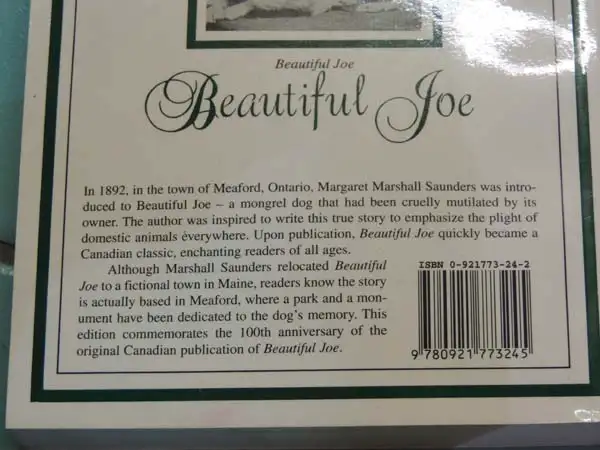 Beautiful Joe
Beautiful Joe
In 1892, in the town of Meaford, Ontario, Margaret Marshall Saunders was intro-
duced to Beautiful Joe – a mongrel dog that had been cruelly mutilated by its
owner. The author was inspired to write this true story to emphasize the plight of
domestic animals everywhere. Upon publication, Beautiful Joe quickly became a
Canadian classic, enchanting readers of all ages.
Although Marshall Saunders relocated Beautiful
Joe to a fictional town in Maine, readers know the story
is actually based in Meaford, where a park and a mon-
ument have been dedicated to the dog's memory. This
edition commemorates the 100th anniversary of the
original Canadian publication of Beautiful Joe.
ISBN 0-921773-24-2
9 780921 773245